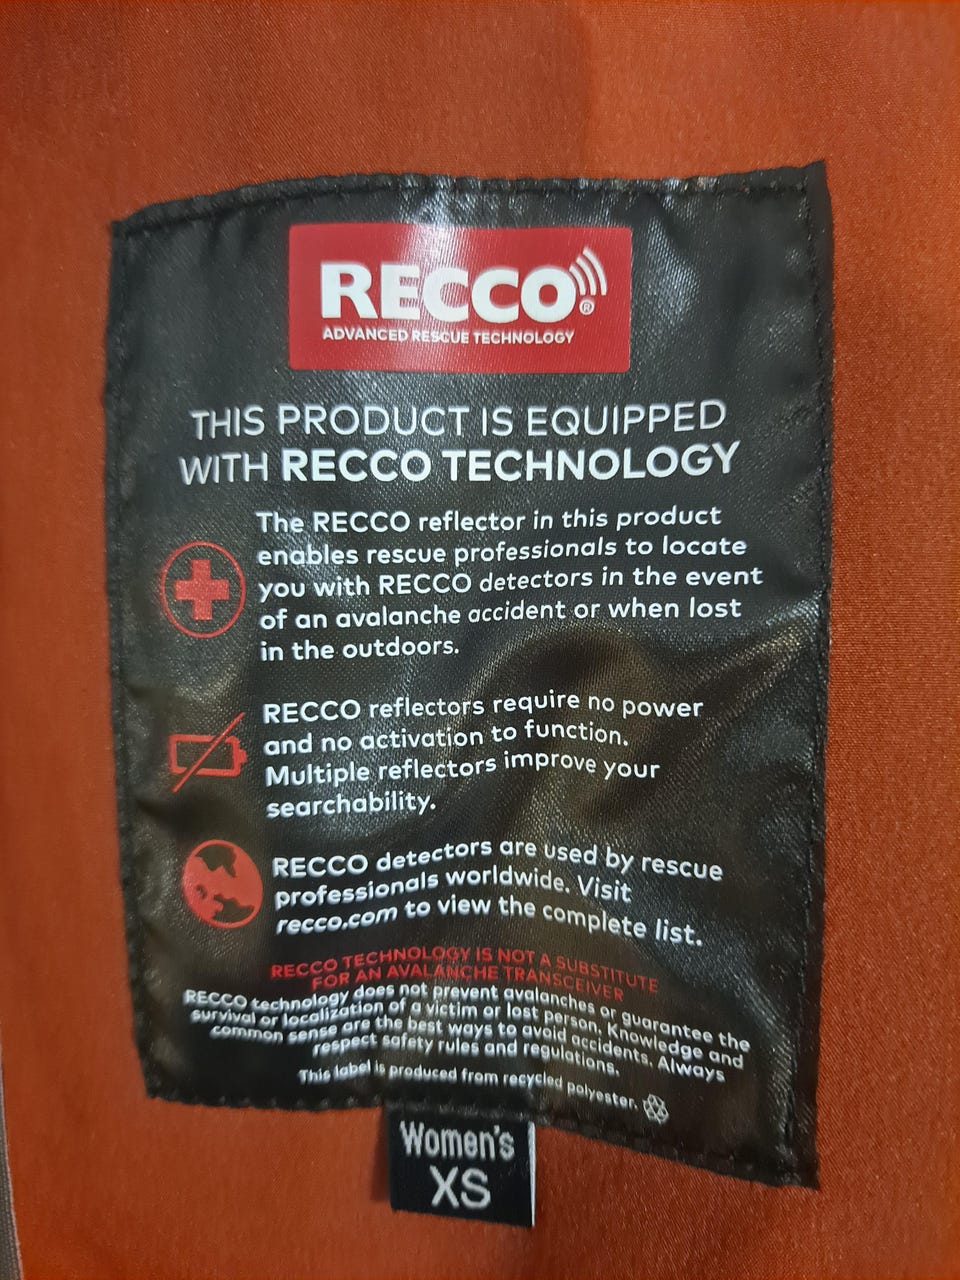 RECCO®
ADVANCED RESCUE TECHNOLOGY
THIS PRODUCT IS EQUIPPED
WITH RECCO TECHNOLOGY
The RECCO reflector in this product
enables rescue professionals to locate
you with RECCO detectors in the event
of an avalanche accident or when lost
in the outdoors.
RECCO reflectors require no power
and no activation to function.
Multiple reflectors improve your
searchability.
RECCO detectors are used by rescue
professionals worldwide. Visit
recco.com to view the complete list.
RECCO TECHNOLOGY IS NOT A SUBSTITUTE
FOR AN AVALANCHE TRANSCEIVER
RECCO technology does not prevent avalanches or guarantee the
survival or localization of a victim or lost person. Knowledge and
common sense are the best ways to avoid accidents. Always
respect safety rules and regulations.
This label is produced from recycled polyester.
Women's
XS